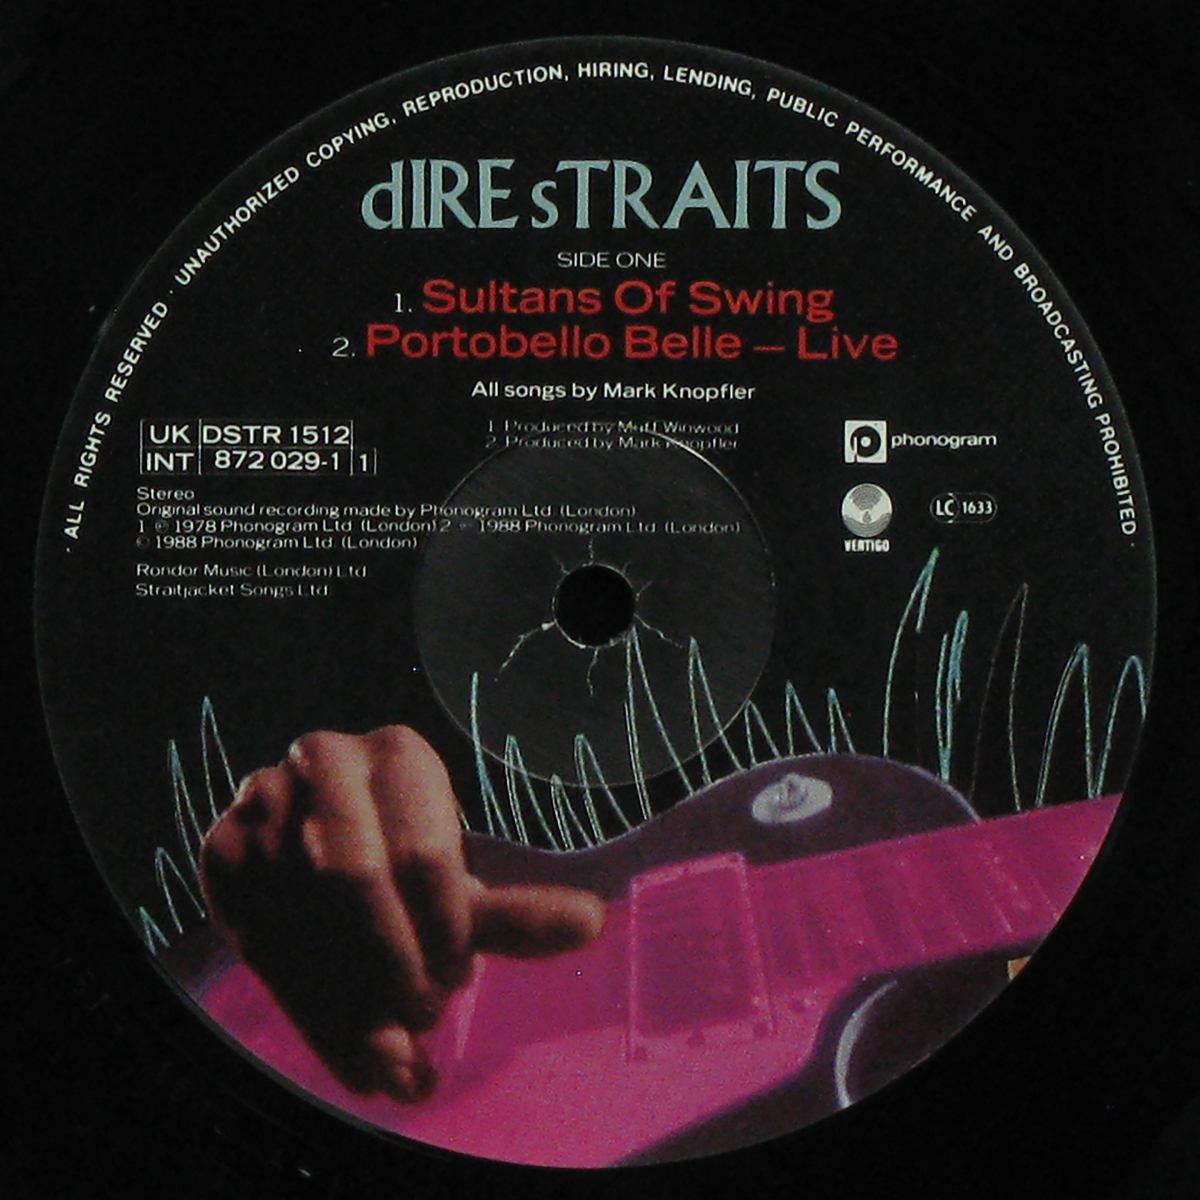 · ALL RIGHTS RESERVED · UNAUTHORIZED COPYING, REPRODUCTION, HIRING, LENDING, PUBLIC PERFORMANCE AND BROADCASTING PROHIBITED ·
dIRE sTRAITS
SIDE ONE
1. Sultans Of Swing
2. Portobello Belle – Live
All songs by Mark Knopfler
1 Produced by Muff Winwood
2 Produced by Mark Knopfler
UK DSTR 1512
INT 872 029-1 1
phonogram
Stereo
Original sound recording made by Phonogram Ltd (London)
1 ℗ 1978 Phonogram Ltd (London) 2 ℗ 1988 Phonogram Ltd (London)
© 1988 Phonogram Ltd (London)
LC 1633
VERTIGO
Rondor Music (London) Ltd
Straitjacket Songs Ltd